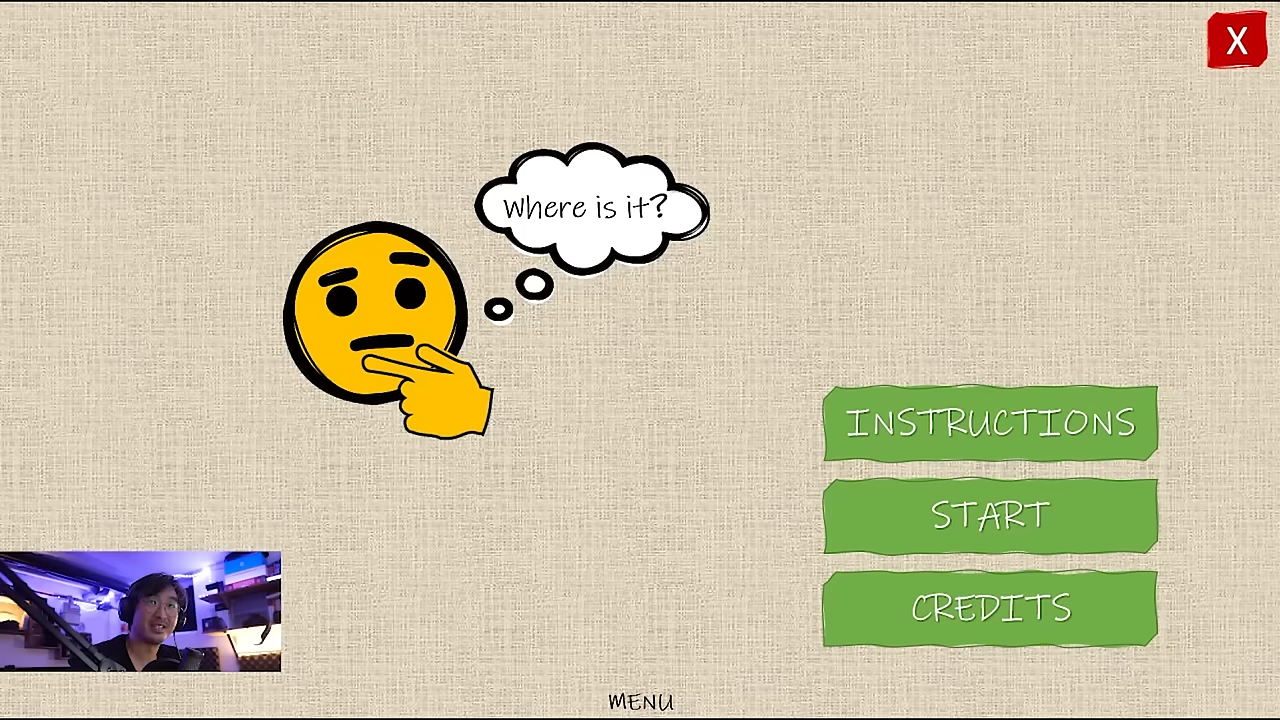 X
Where is it?
INSTRUCTIONS
START
CREDITS
MENU